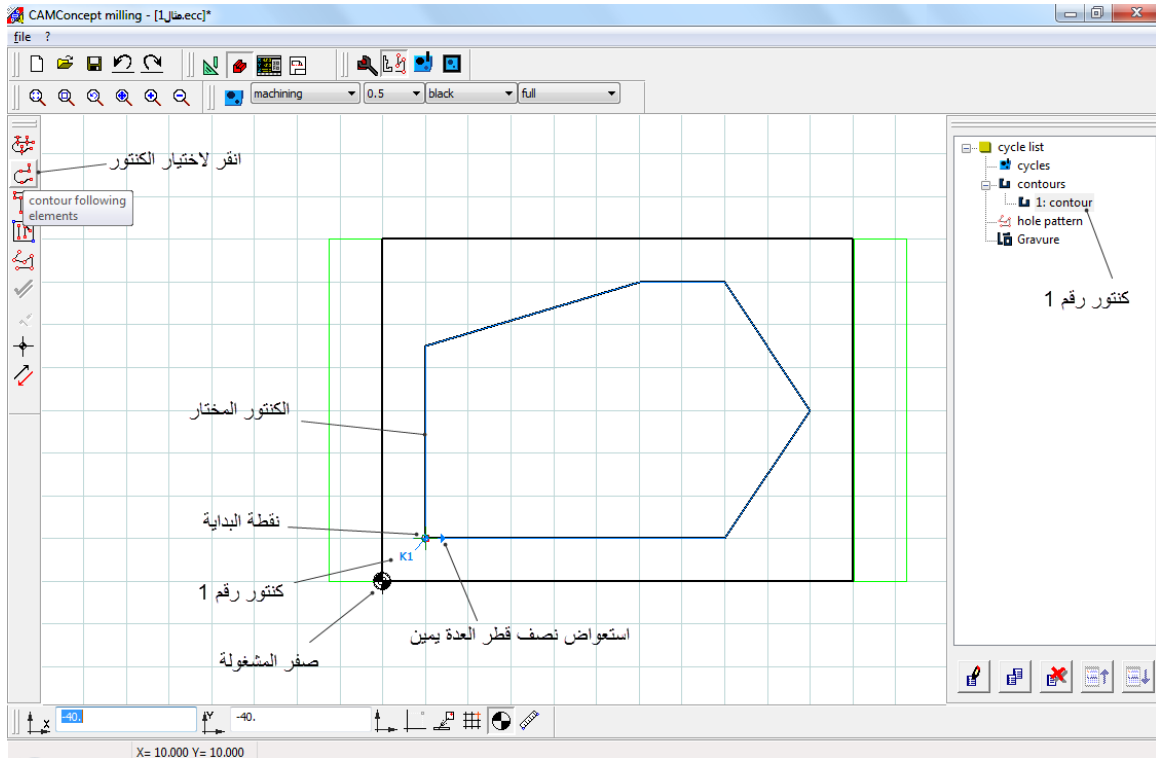 CAMConcept milling - [مثال1.ecc]*
file ?
machining 0.5 black full
انقر لاختيار الكنتور
contour following
elements
الكنتور المختار
نقطة البداية
K1
كنتور رقم 1
صفر المشغولة
استعواض نصف قطر العدة يمين
cycle list
cycles
contours
1: contour
hole pattern
Gravure
كنتور رقم 1
x -40. Y -40.
X= 10.000 Y= 10.000